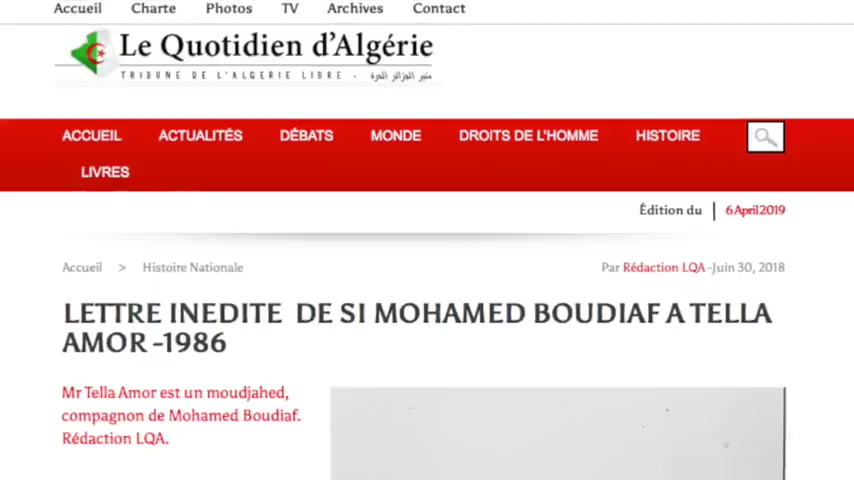 Accueil Charte Photos TV Archives Contact
Le Quotidien d'Algérie
TRIBUNE DE L'ALGERIE LIBRE - منبر الجزائر الحرة
ACCUEIL ACTUALITÉS DÉBATS MONDE DROITS DE L'HOMME HISTOIRE
LIVRES
Édition du | 6 April 2019
Accueil > Histoire Nationale Par Rédaction LQA -Juin 30, 2018
LETTRE INEDITE DE SI MOHAMED BOUDIAF A TELLA
AMOR -1986
Mr Tella Amor est un moudjahed,
compagnon de Mohamed Boudiaf.
Rédaction LQA.